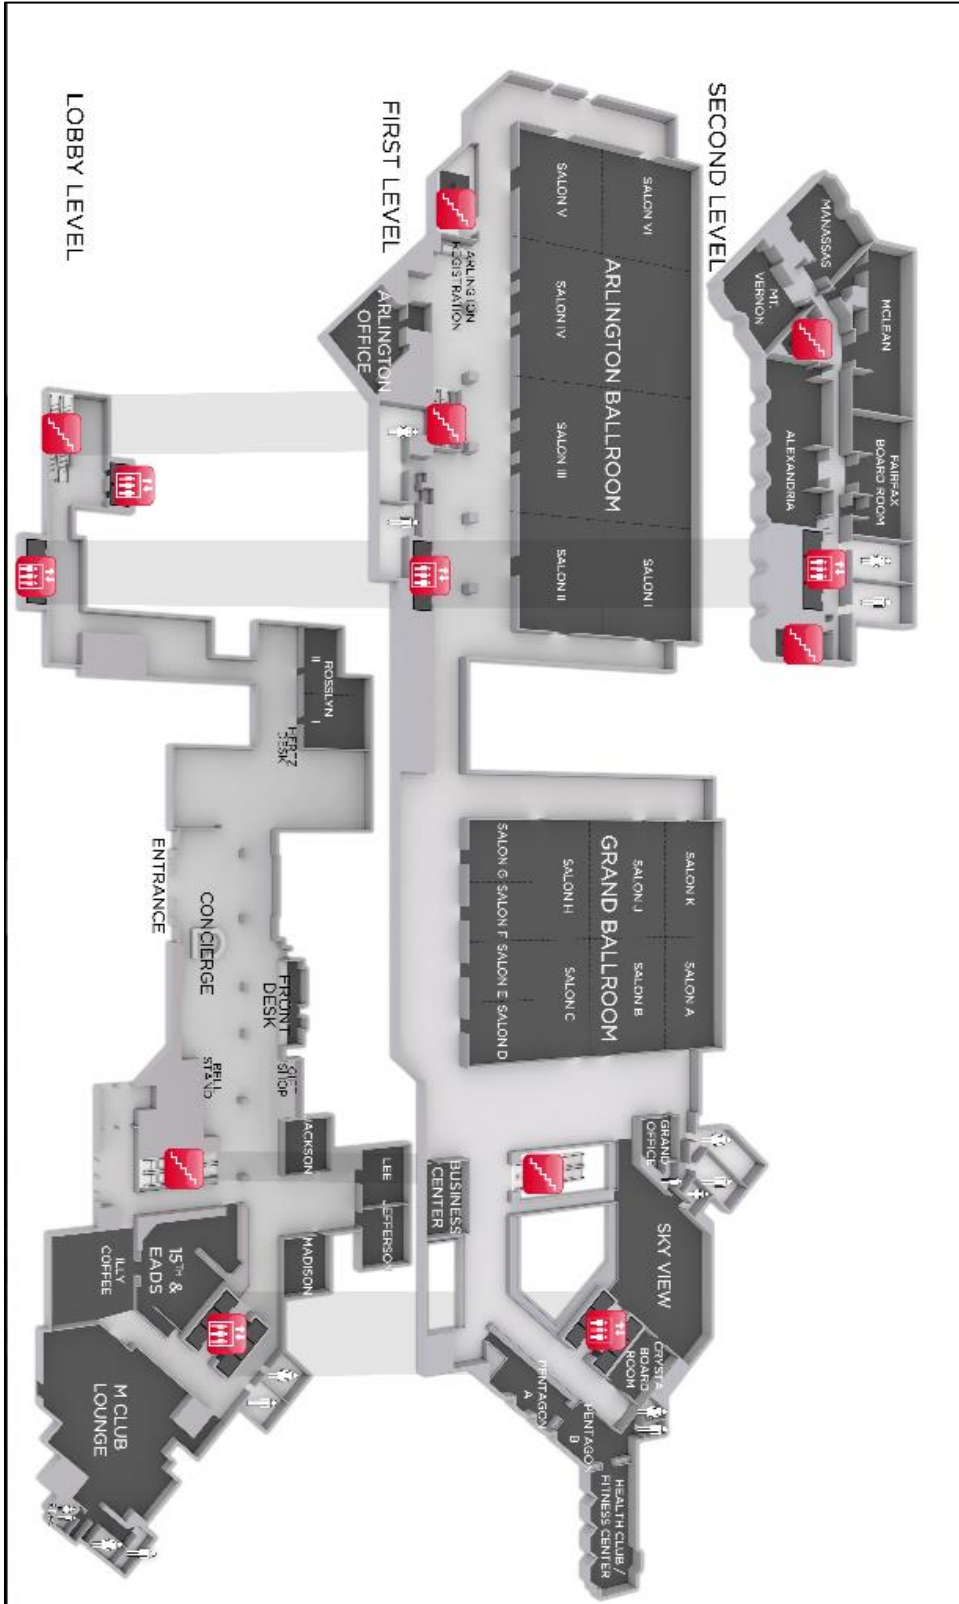 SECOND LEVEL
MANASSAS
MT.
VERNON
MCLEAN
ALEXANDRIA
FAIRFAX
BOARD ROOM
FIRST LEVEL
ARLINGTON
REGISTRATION
ARLINGTON
OFFICE
ARLINGTON BALLROOM
SALON VI
SALON V
SALON IV
SALON III
SALON II
SALON I
GRAND BALLROOM
SALON K
SALON A
SALON J
SALON B
SALON H
SALON C
SALON G
SALON F
SALON E
SALON D
GRAND
OFFICE
SKY VIEW
BUSINESS
CENTER
CRYSTA
BOARD
ROOM
PENTAGON
A
PENTAGON
B
HEALTH CLUB /
FITNESS CENTER
LOBBY LEVEL
ROSSLYN
II
I
HERTZ
DESK
ENTRANCE
CONCIERGE
FRONT
DESK
GIFT
SHOP
BELL
STAND
JACKSON
LEE
JEFFERSON
MADISON
15TH &
EADS
ILLY
COFFEE
M CLUB
LOUNGE